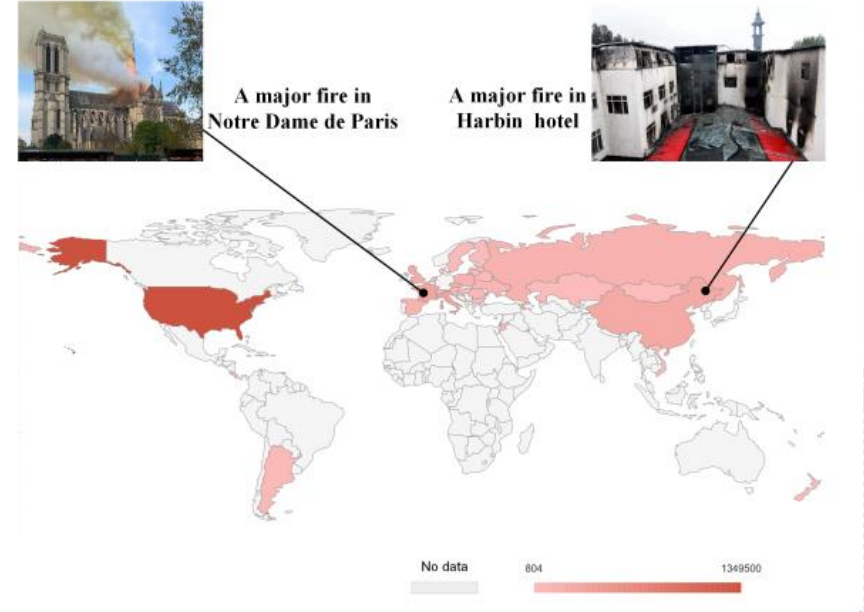 A major fire in
Notre Dame de Paris
A major fire in
Harbin hotel
No data
804
1349500